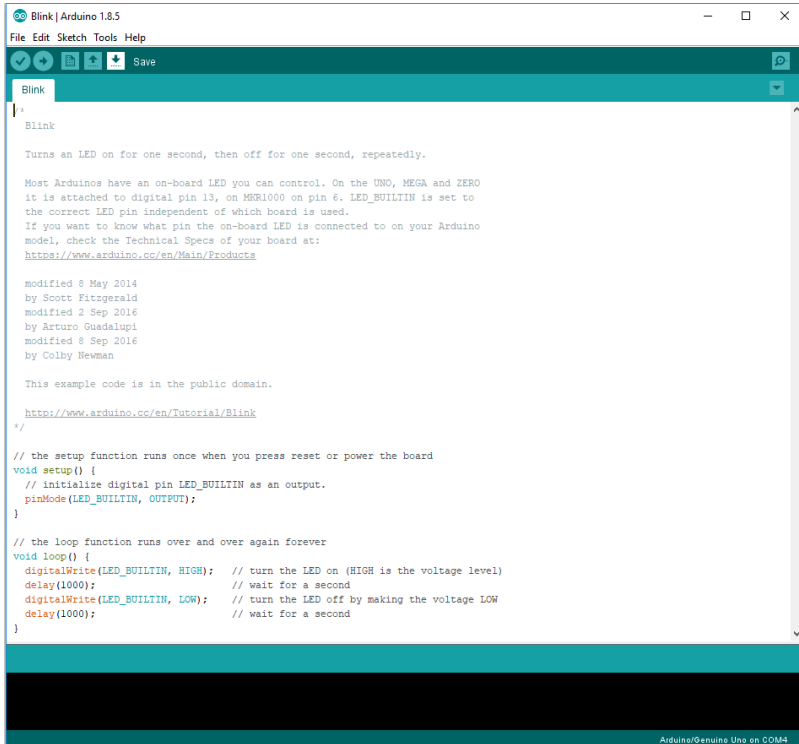 Blink | Arduino 1.8.5
File Edit Sketch Tools Help
Save
Blink
/*
Blink
Turns an LED on for one second, then off for one second, repeatedly.
Most Arduinos have an on-board LED you can control. On the UNO, MEGA and ZERO
it is attached to digital pin 13, on MKR1000 on pin 6. LED_BUILTIN is set to
the correct LED pin independent of which board is used.
If you want to know what pin the on-board LED is connected to on your Arduino
model, check the Technical Specs of your board at:
https://www.arduino.cc/en/Main/Products
modified 8 May 2014
by Scott Fitzgerald
modified 2 Sep 2016
by Arturo Guadalupi
modified 8 Sep 2016
by Colby Newman
This example code is in the public domain.
http://www.arduino.cc/en/Tutorial/Blink
*/
// the setup function runs once when you press reset or power the board
void setup() {
// initialize digital pin LED_BUILTIN as an output.
pinMode(LED_BUILTIN, OUTPUT);
}
// the loop function runs over and over again forever
void loop() {
digitalWrite(LED_BUILTIN, HIGH);   // turn the LED on (HIGH is the voltage level)
delay(1000);                       // wait for a second
digitalWrite(LED_BUILTIN, LOW);    // turn the LED off by making the voltage LOW
delay(1000);                       // wait for a second
}
Arduino/Genuino Uno on COM4